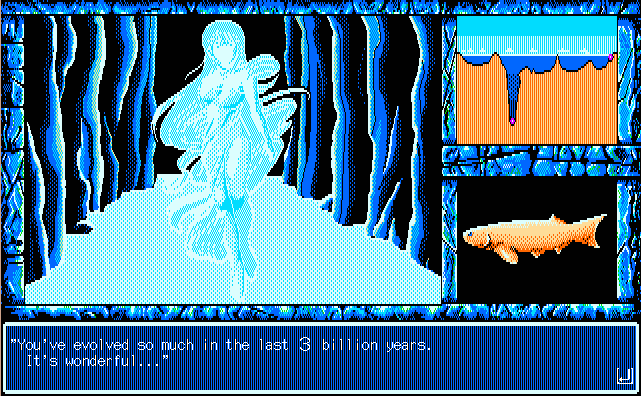 "You've evolved so much in the last 3 billion years.
It's wonderful..."